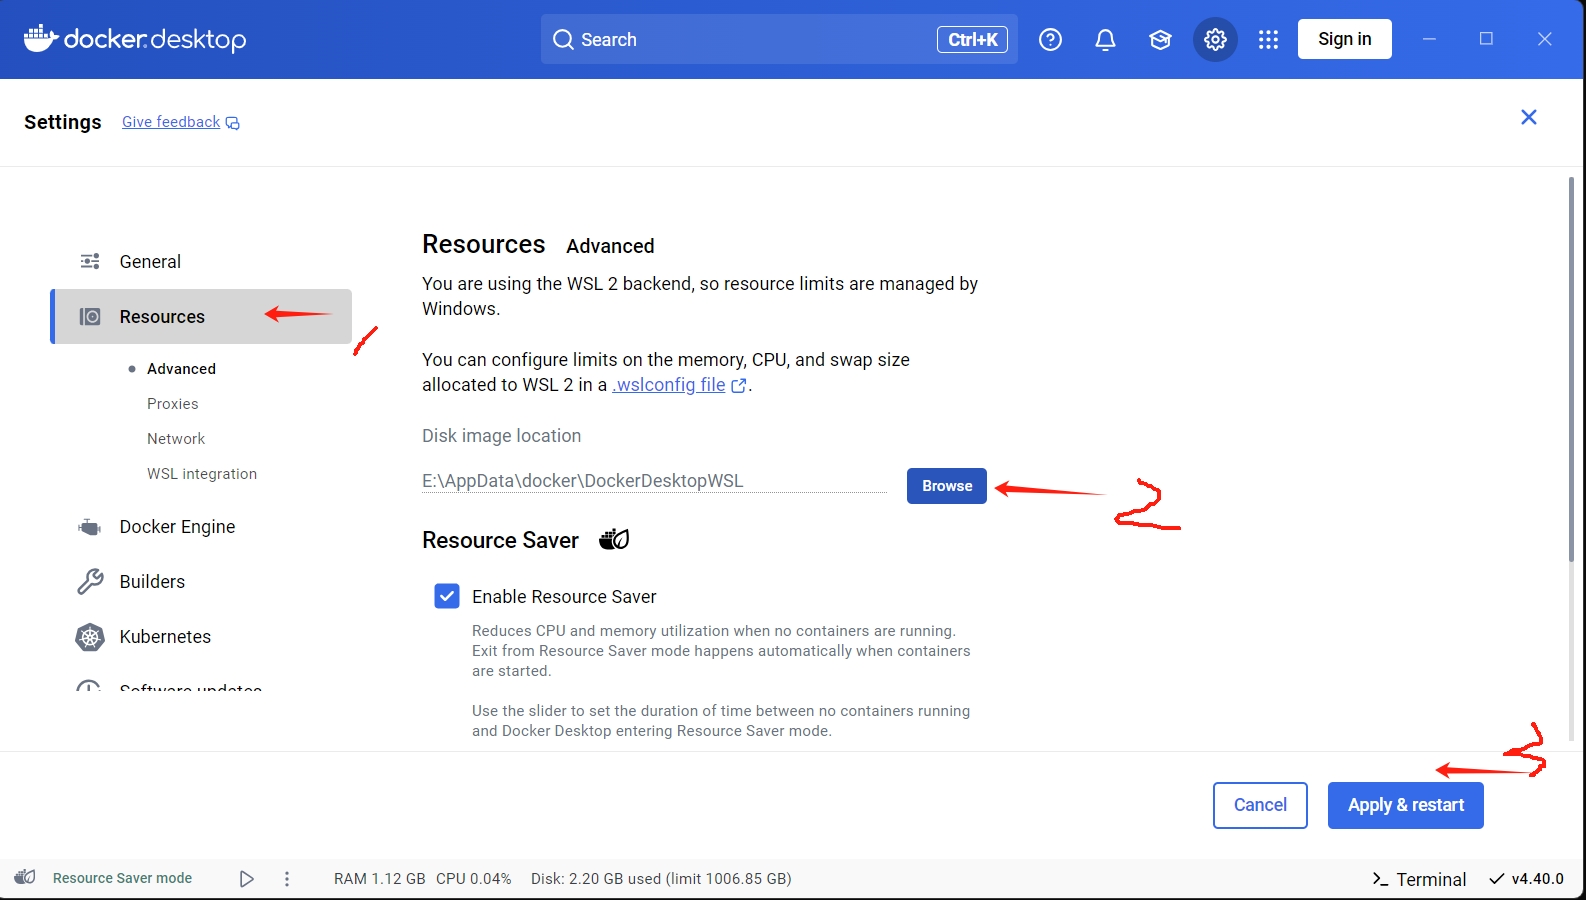 docker.desktop
Search
Ctrl+K
Sign in
Settings
Give feedback
General
Resources
1
Advanced
Proxies
Network
WSL integration
Docker Engine
Builders
Kubernetes
Software updates
Resources Advanced
You are using the WSL 2 backend, so resource limits are managed by
Windows.
You can configure limits on the memory, CPU, and swap size
allocated to WSL 2 in a .wslconfig file.
Disk image location
E:\AppData\docker\DockerDesktopWSL
Browse
2
Resource Saver
Enable Resource Saver
Reduces CPU and memory utilization when no containers are running.
Exit from Resource Saver mode happens automatically when containers
are started.
Use the slider to set the duration of time between no containers running
and Docker Desktop entering Resource Saver mode.
3
Cancel
Apply & restart
Resource Saver mode
RAM 1.12 GB CPU 0.04%
Disk: 2.20 GB used (limit 1006.85 GB)
Terminal
v4.40.0